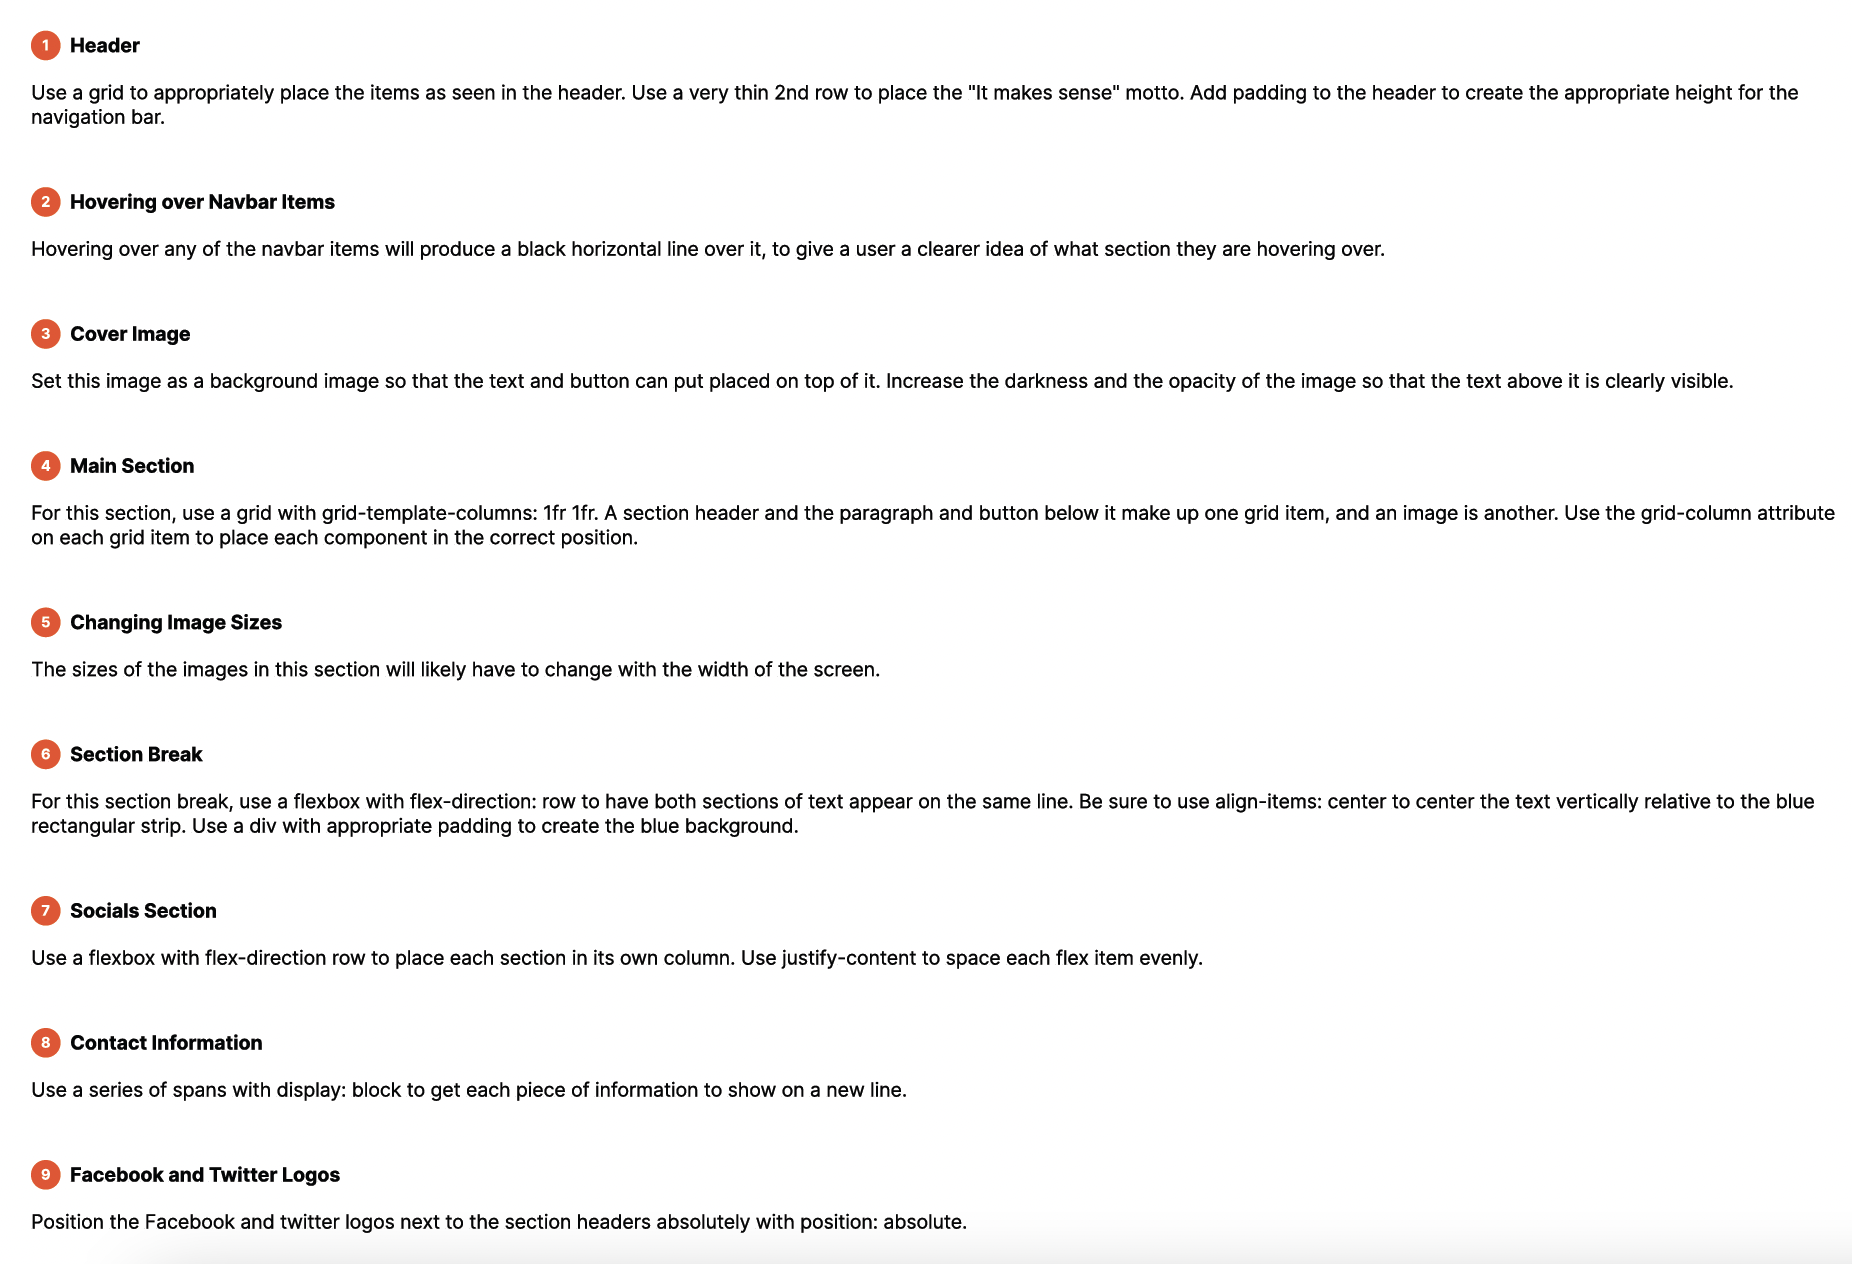 1 Header
Use a grid to appropriately place the items as seen in the header. Use a very thin 2nd row to place the "It makes sense" motto. Add padding to the header to create the appropriate height for the
navigation bar.
2 Hovering over Navbar Items
Hovering over any of the navbar items will produce a black horizontal line over it, to give a user a clearer idea of what section they are hovering over.
3 Cover Image
Set this image as a background image so that the text and button can put placed on top of it. Increase the darkness and the opacity of the image so that the text above it is clearly visible.
4 Main Section
For this section, use a grid with grid-template-columns: 1fr 1fr. A section header and the paragraph and button below it make up one grid item, and an image is another. Use the grid-column attribute
on each grid item to place each component in the correct position.
5 Changing Image Sizes
The sizes of the images in this section will likely have to change with the width of the screen.
6 Section Break
For this section break, use a flexbox with flex-direction: row to have both sections of text appear on the same line. Be sure to use align-items: center to center the text vertically relative to the blue
rectangular strip. Use a div with appropriate padding to create the blue background.
7 Socials Section
Use a flexbox with flex-direction row to place each section in its own column. Use justify-content to space each flex item evenly.
8 Contact Information
Use a series of spans with display: block to get each piece of information to show on a new line.
9 Facebook and Twitter Logos
Position the Facebook and twitter logos next to the section headers absolutely with position: absolute.